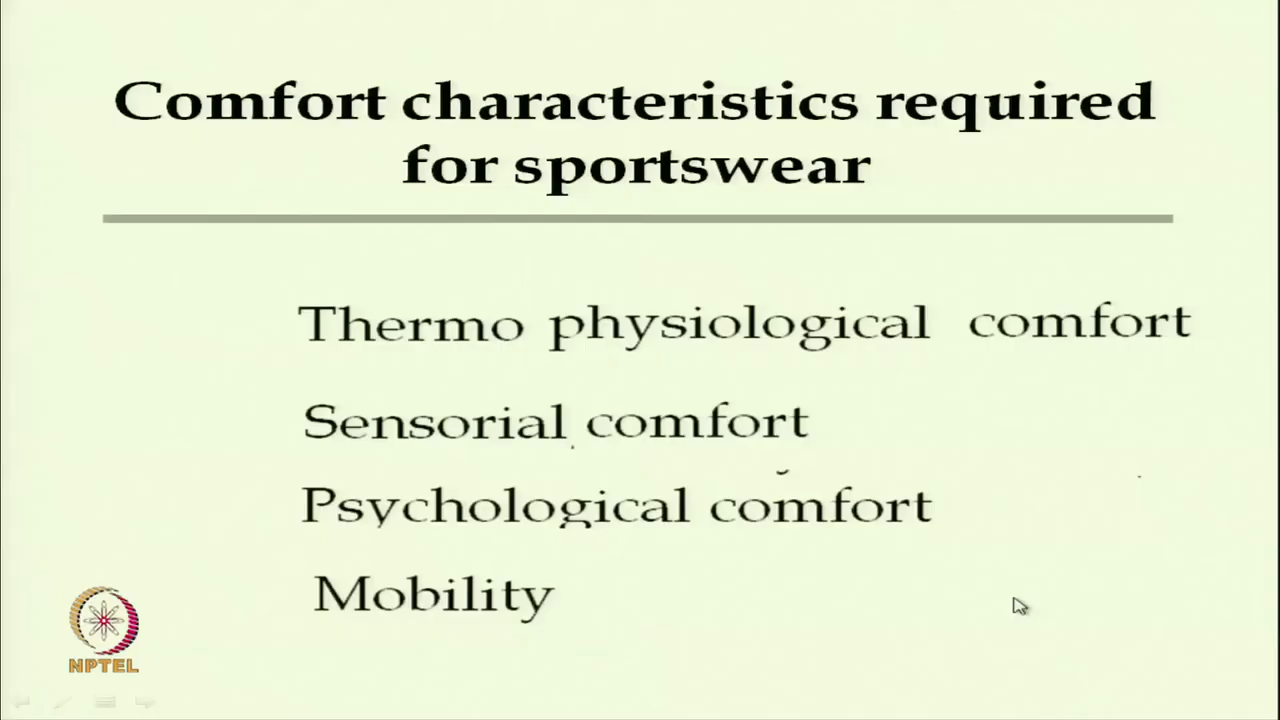 Comfort characteristics required
for sportswear
Thermo physiological comfort
Sensorial comfort
Psychological comfort
Mobility
NPTEL